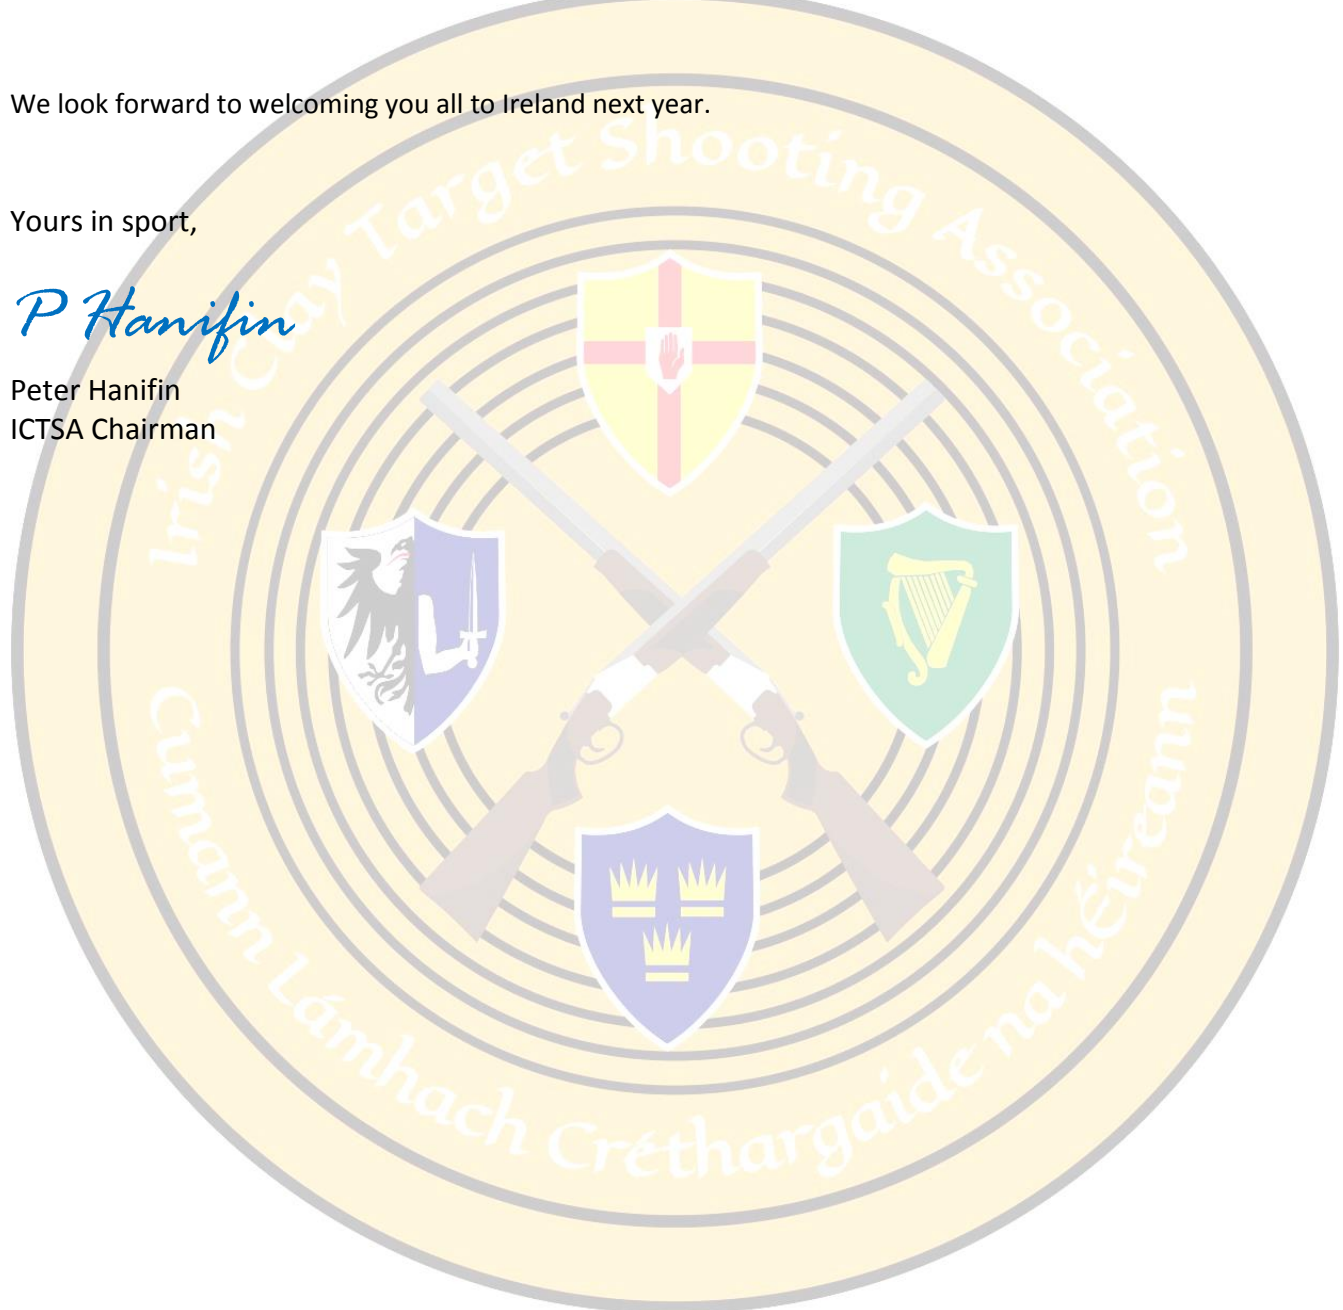 We look forward to welcoming you all to Ireland next year.
Irish Clay Target Shooting Association
Yours in sport,
P Hanifin
Peter Hanifin
ICTSA Chairman
Cumann Lámhach Créthargaide na hÉireann